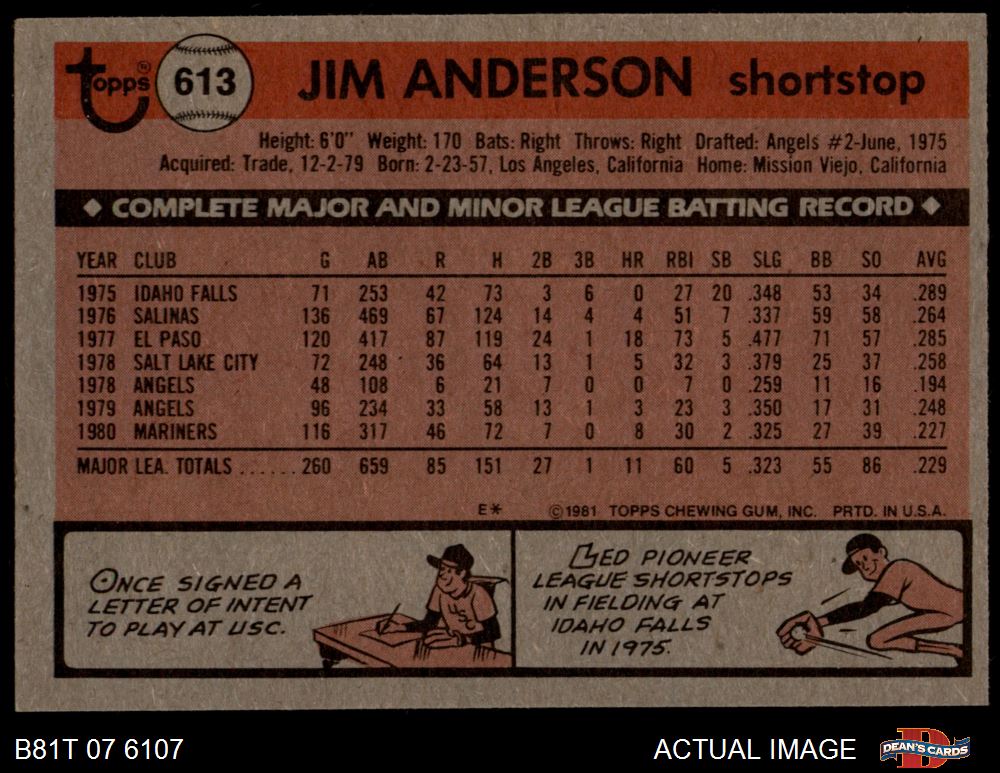 Topps ® 613 JIM ANDERSON shortstop
Height: 6'0" Weight: 170 Bats: Right Throws: Right Drafted: Angels #2-June, 1975
Acquired: Trade, 12-2-79 Born: 2-23-57, Los Angeles, California Home: Mission Viejo, California
◆ COMPLETE MAJOR AND MINOR LEAGUE BATTING RECORD ◆
YEAR CLUB G AB R H 2B 3B HR RBI SB SLG BB SO AVG
1975 IDAHO FALLS 71 253 42 73 3 6 0 27 20 .348 53 34 .289
1976 SALINAS 136 469 67 124 14 4 4 51 7 .337 59 58 .264
1977 EL PASO 120 417 87 119 24 1 18 73 5 .477 71 57 .285
1978 SALT LAKE CITY 72 248 36 64 13 1 5 32 3 .379 25 37 .258
1978 ANGELS 48 108 6 21 7 0 0 7 0 .259 11 16 .194
1979 ANGELS 96 234 33 58 13 1 3 23 3 .350 17 31 .248
1980 MARINERS 116 317 46 72 7 0 8 30 2 .325 27 39 .227
MAJOR LEA. TOTALS ...... 260 659 85 151 27 1 11 60 5 .323 55 86 .229
E* ©1981 TOPPS CHEWING GUM, INC. PRTD. IN U.S.A.
ONCE SIGNED A
LETTER OF INTENT
TO PLAY AT USC.
USC
LED PIONEER
LEAGUE SHORTSTOPS
IN FIELDING AT
IDAHO FALLS
IN 1975.
B81T 07 6107 ACTUAL IMAGE DEAN'S CARDS